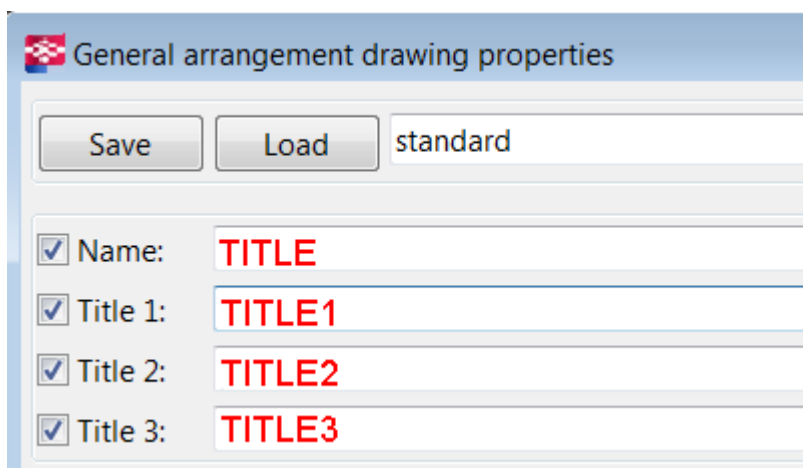 General arrangement drawing properties
Save Load standard
Name: TITLE
Title 1: TITLE1
Title 2: TITLE2
Title 3: TITLE3